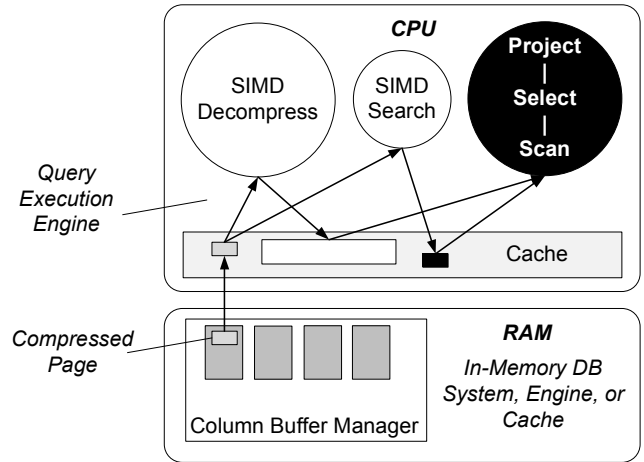 CPU
SIMD
Decompress
SIMD
Search
Project
Select
Scan
Query
Execution
Engine
Cache
Compressed
Page
RAM
In-Memory DB
System, Engine, or
Cache
Column Buffer Manager